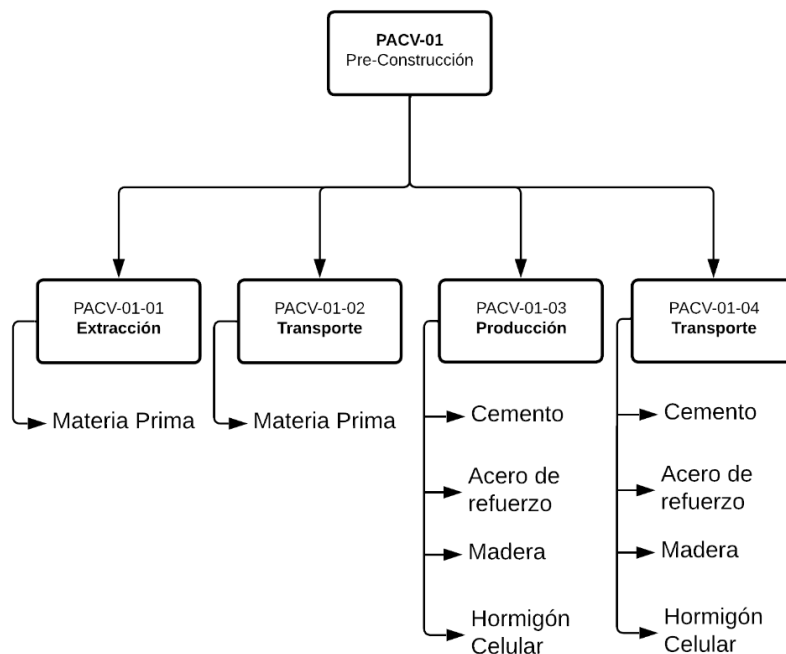 PACV-01
Pre-Construcción
PACV-01-01
Extracción
Materia Prima
PACV-01-02
Transporte
Materia Prima
PACV-01-03
Producción
Cemento
Acero de
refuerzo
Madera
Hormigón
Celular
PACV-01-04
Transporte
Cemento
Acero de
refuerzo
Madera
Hormigón
Celular